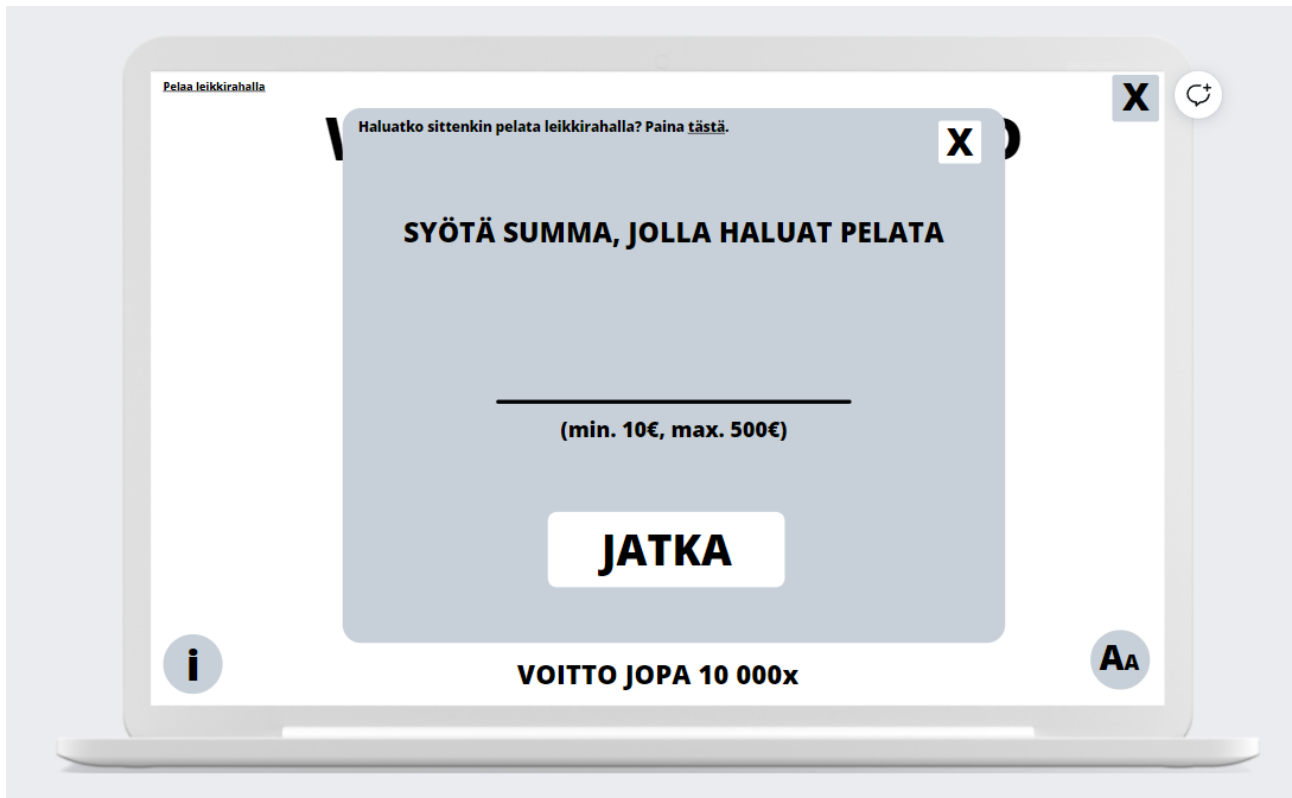 Pelaa leikkirahalla
X
Haluatko sittenkin pelata leikkirahalla? Paina tästä.
X
SYÖTÄ SUMMA, JOLLA HALUAT PELATA
(min. 10€, max. 500€)
JATKA
i
VOITTO JOPA 10 000x
AA